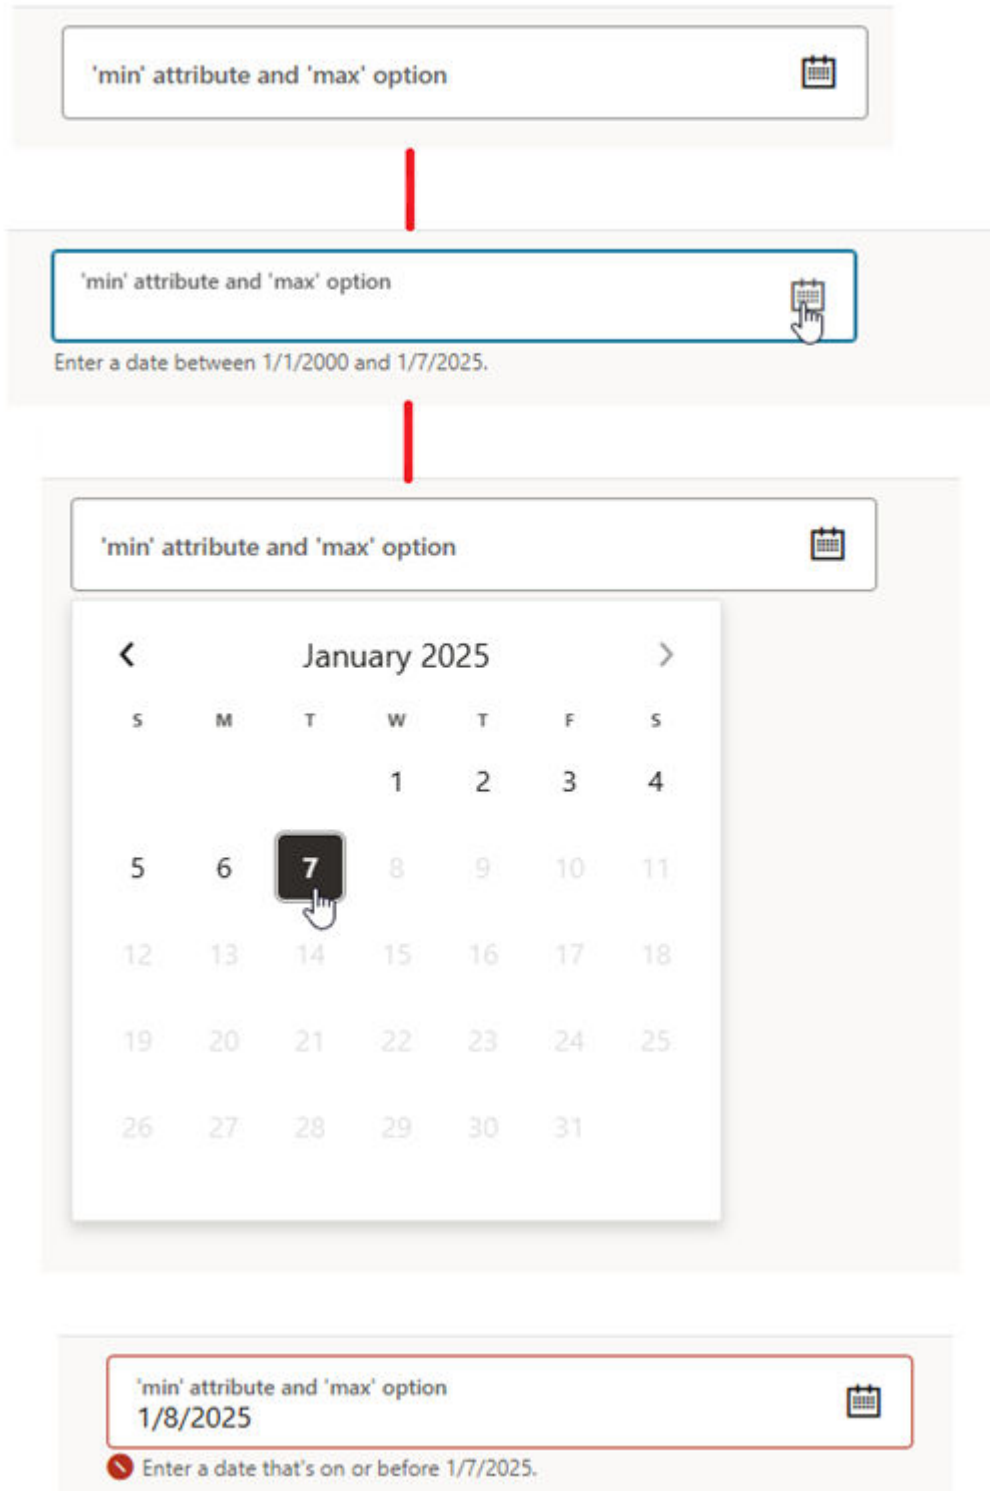 'min' attribute and 'max' option
'min' attribute and 'max' option
Enter a date between 1/1/2000 and 1/7/2025.
'min' attribute and 'max' option
January 2025
S M T W T F S
1 2 3 4
5 6 7 8 9 10 11
12 13 14 15 16 17 18
19 20 21 22 23 24 25
26 27 28 29 30 31
'min' attribute and 'max' option
1/8/2025
Enter a date that's on or before 1/7/2025.